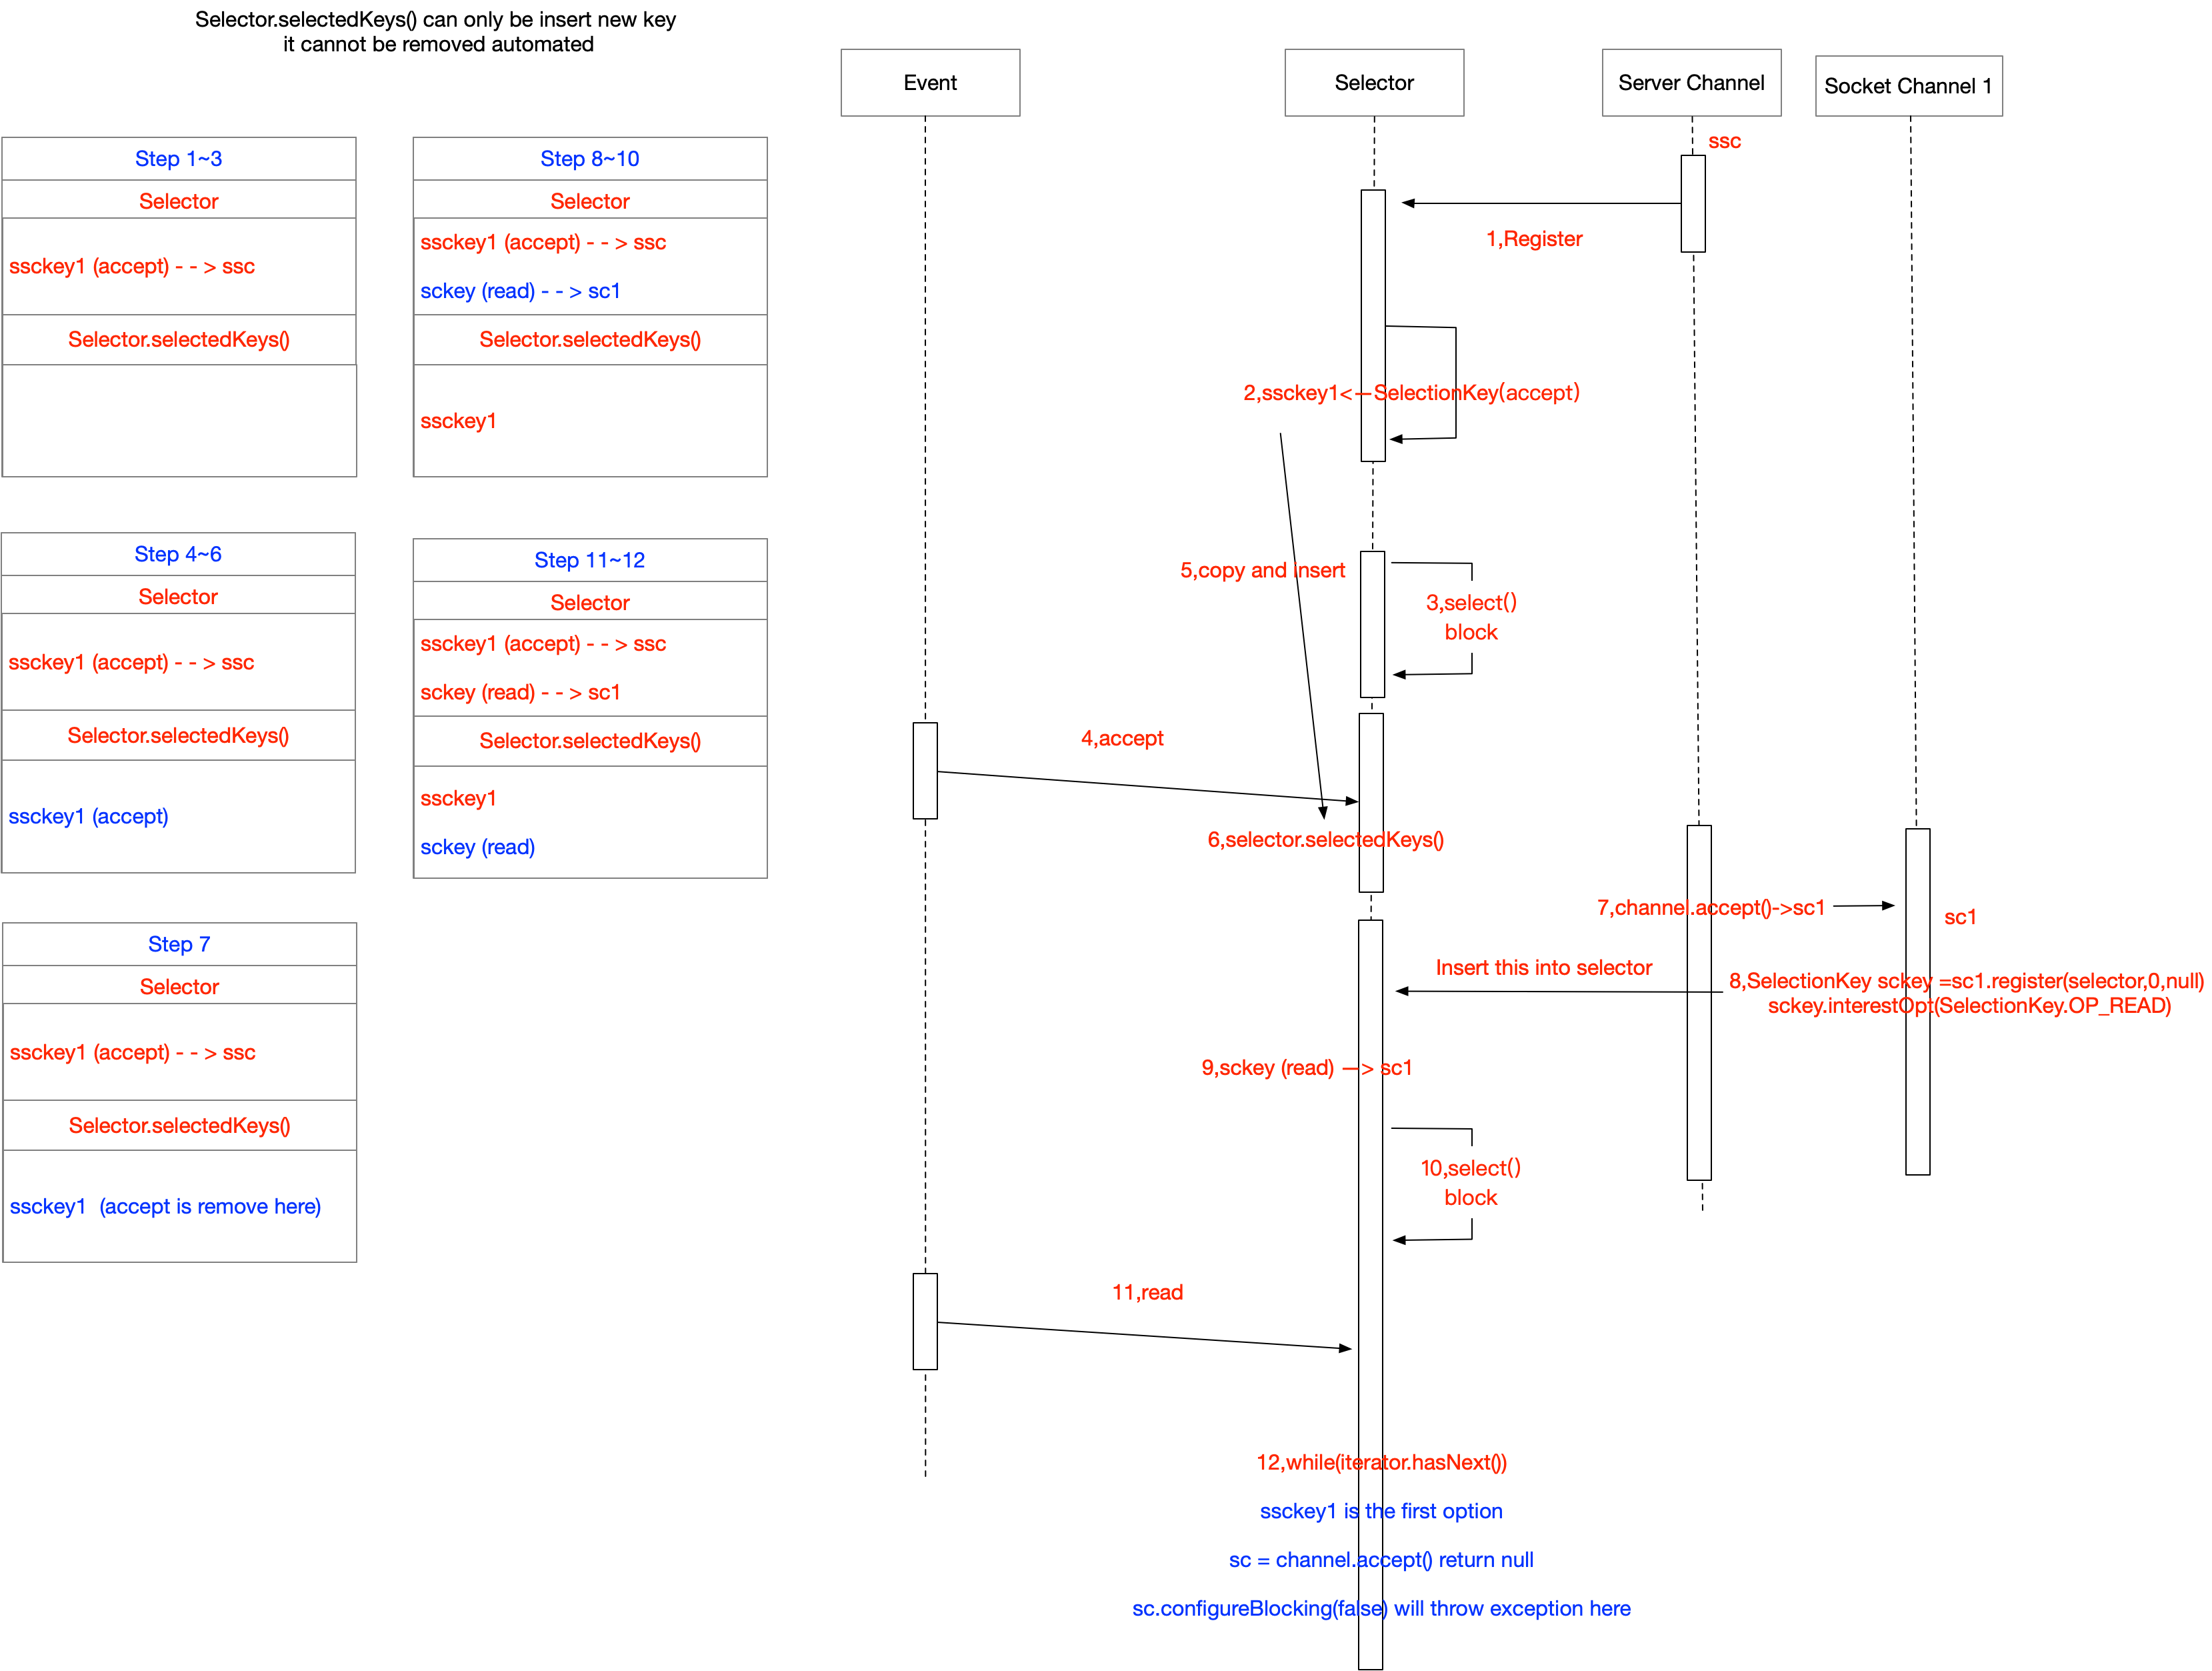 Selector.selectedKeys() can only be insert new key
it cannot be removed automated
Event
Selector
Server Channel
Socket Channel 1
Step 1~3
Selector
ssckey1 (accept) - - > ssc
Selector.selectedKeys()
Step 8~10
Selector
ssckey1 (accept) - - > ssc
sckey (read) - - > sc1
Selector.selectedKeys()
ssckey1
Step 4~6
Selector
ssckey1 (accept) - - > ssc
Selector.selectedKeys()
ssckey1 (accept)
Step 11~12
Selector
ssckey1 (accept) - - > ssc
sckey (read) - - > sc1
Selector.selectedKeys()
ssckey1
sckey (read)
Step 7
Selector
ssckey1 (accept) - - > ssc
Selector.selectedKeys()
ssckey1 (accept is remove here)
ssc
1,Register
2,ssckey1<—SelectionKey(accept)
5,copy and insert
3,select()
block
4,accept
6,selector.selectedKeys()
7,channel.accept()->sc1
sc1
Insert this into selector
8,SelectionKey sckey =sc1.register(selector,0,null)
sckey.interestOpt(SelectionKey.OP_READ)
9,sckey (read) —> sc1
10,select()
block
11,read
12,while(iterator.hasNext())
ssckey1 is the first option
sc = channel.accept() return null
sc.configureBlocking(false) will throw exception here